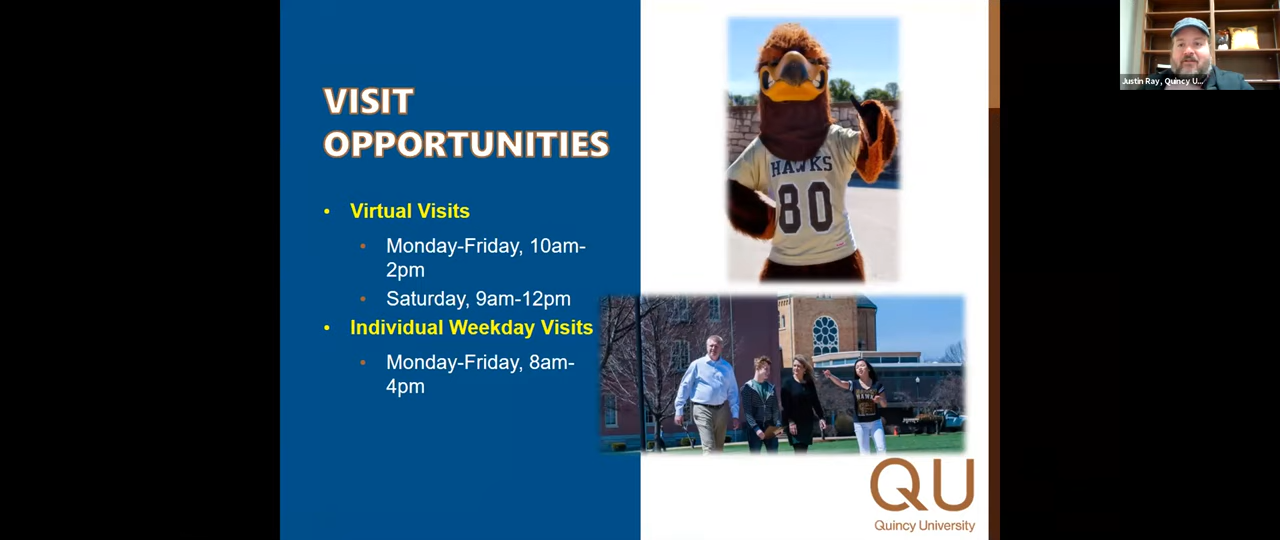 VISIT
OPPORTUNITIES
• Virtual Visits
• Monday-Friday, 10am-
2pm
• Saturday, 9am-12pm
• Individual Weekday Visits
• Monday-Friday, 8am-
4pm
HAWKS
80
HAWKS
QU
Quincy University
Justin Ray, Quincy U...